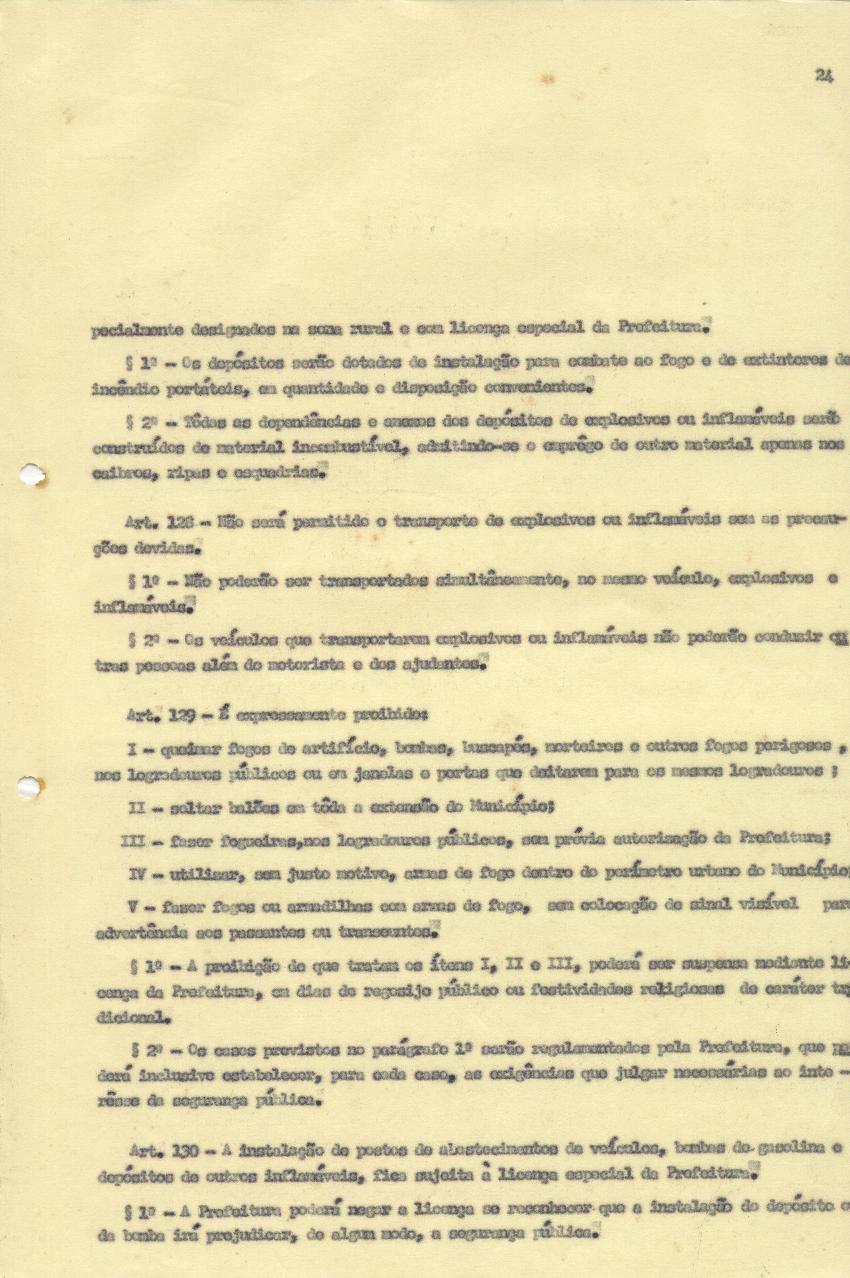 24
pecialmente designados na zona rural e com licença especial da Prefeitura.
§ 1º - Os depósitos serão dotados de instalação para combate ao fogo e de extintores de
incêndio portáteis, em quantidade e disposição convenientes.
§ 2º - Tôdas as dependências e anexos dos depósitos de explosivos ou inflamáveis serão
construídos de material incombustível, admitindo-se o emprêgo de outro material apenas nos
caibros, ripas e esquadrias.
Art. 128 - Não será permitido o transporte de explosivos ou inflamáveis sem as precau-
ções devidas.
§ 1º - Não poderão ser transportados simultâneamente, no mesmo veículo, explosivos e
inflamáveis.
§ 2º - Os veículos que transportarem explosivos ou inflamáveis não poderão conduzir ou
tras pessoas além do motorista e dos ajudantes.
Art. 129 - É expressamente proibido:
I - queimar fogos de artifício, bombas, buscapés, morteiros e outros fogos perigosos ,
nos logradouros públicos ou em janelas e portas que deitarem para os mesmos logradouros ;
II - soltar balões em tôda a extensão do Município;
III - fazer fogueiras,nos logradouros públicos, sem prévia autorização da Prefeitura;
IV - utilizar, sem justo motivo, armas de fogo dentro do perímetro urbano do Município;
V - fazer fogos ou armadilhas com armas de fogo, sem colocação de sinal visível para
advertência aos passantes ou transeuntes.
§ 1º - A proibição de que tratam os ítens I, II e III, poderá ser suspensa mediante li-
cença da Prefeitura, em dias de regosijo público ou festividades religiosas de caráter tra
dicional.
§ 2º - Os casos previstos no parágrafo 1º serão regulamentados pela Prefeitura, que po
derá inclusive estabelecer, para cada caso, as exigências que julgar necessárias ao inte -
rêsse da segurança pública.
Art. 130 - A instalação de postos de abastecimentos de veículos, bombas de gasolina e
depósitos de outros inflamáveis, fica sujeita à licença especial da Prefeitura.
§ 1º - A Prefeitura poderá negar a licença se reconhecer que a instalação do depósito ou
da bomba irá prejudicar, de algum modo, a segurança pública.